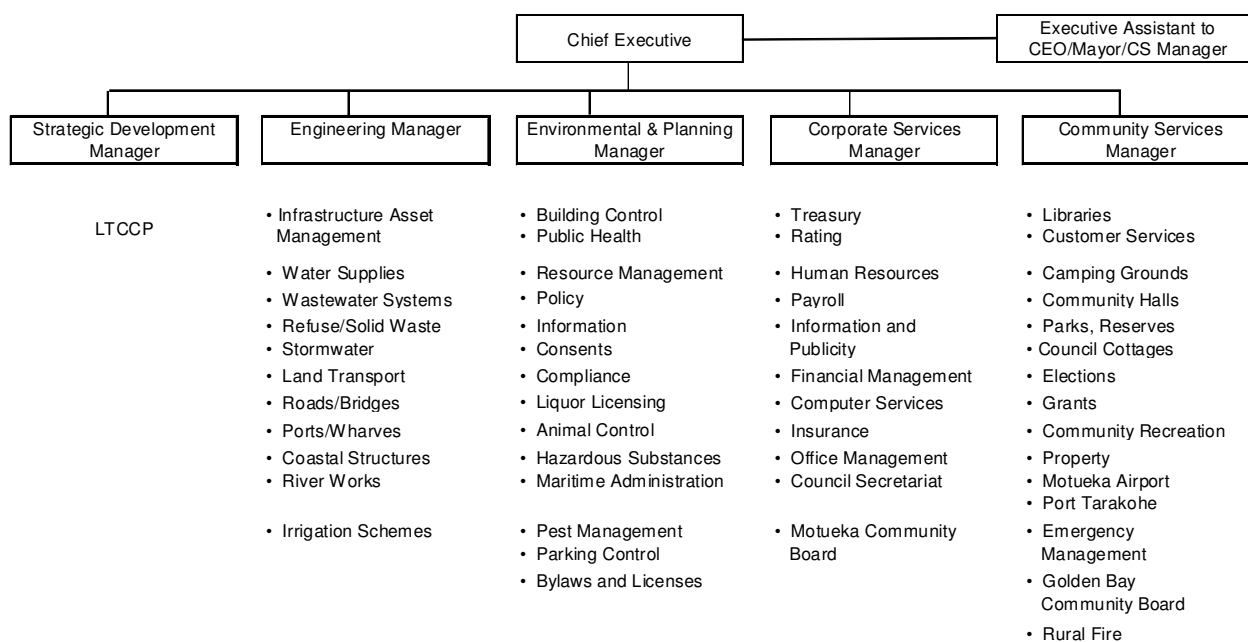 Chief Executive
Executive Assistant to
CEO/Mayor/CS Manager
Strategic Development
Manager
Engineering Manager
Environmental & Planning
Manager
Corporate Services
Manager
Community Services
Manager
LTCCP
• Infrastructure Asset
Management
• Water Supplies
• Wastewater Systems
• Refuse/Solid Waste
• Stormwater
• Land Transport
• Roads/Bridges
• Ports/Wharves
• Coastal Structures
• River Works
• Irrigation Schemes
• Building Control
• Public Health
• Resource Management
• Policy
• Information
• Consents
• Compliance
• Liquor Licensing
• Animal Control
• Hazardous Substances
• Maritime Administration
• Pest Management
• Parking Control
• Bylaws and Licenses
• Treasury
• Rating
• Human Resources
• Payroll
• Information and
Publicity
• Financial Management
• Computer Services
• Insurance
• Office Management
• Council Secretariat
• Motueka Community
Board
• Libraries
• Customer Services
• Camping Grounds
• Community Halls
• Parks, Reserves
• Council Cottages
• Elections
• Grants
• Community Recreation
• Property
• Motueka Airport
• Port Tarakohe
• Emergency
Management
• Golden Bay
Community Board
• Rural Fire